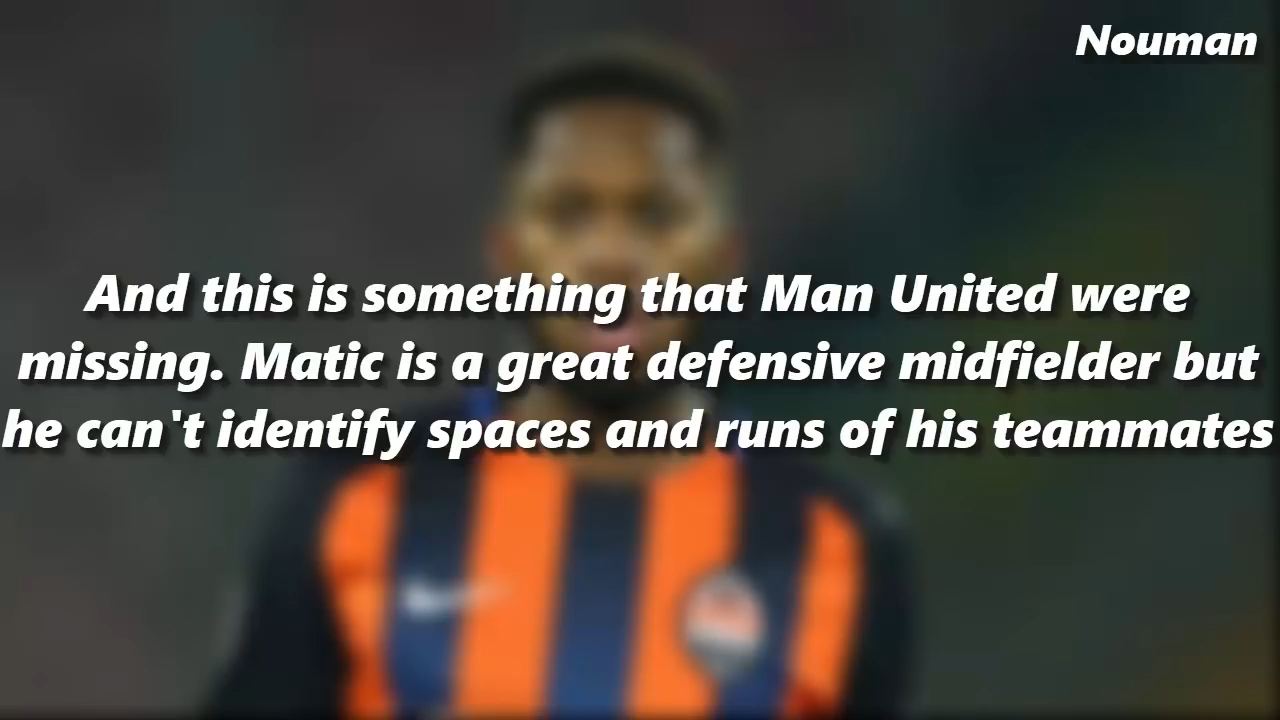 Nouman
And this is something that Man United were
missing. Matic is a great defensive midfielder but
he can't identify spaces and runs of his teammates